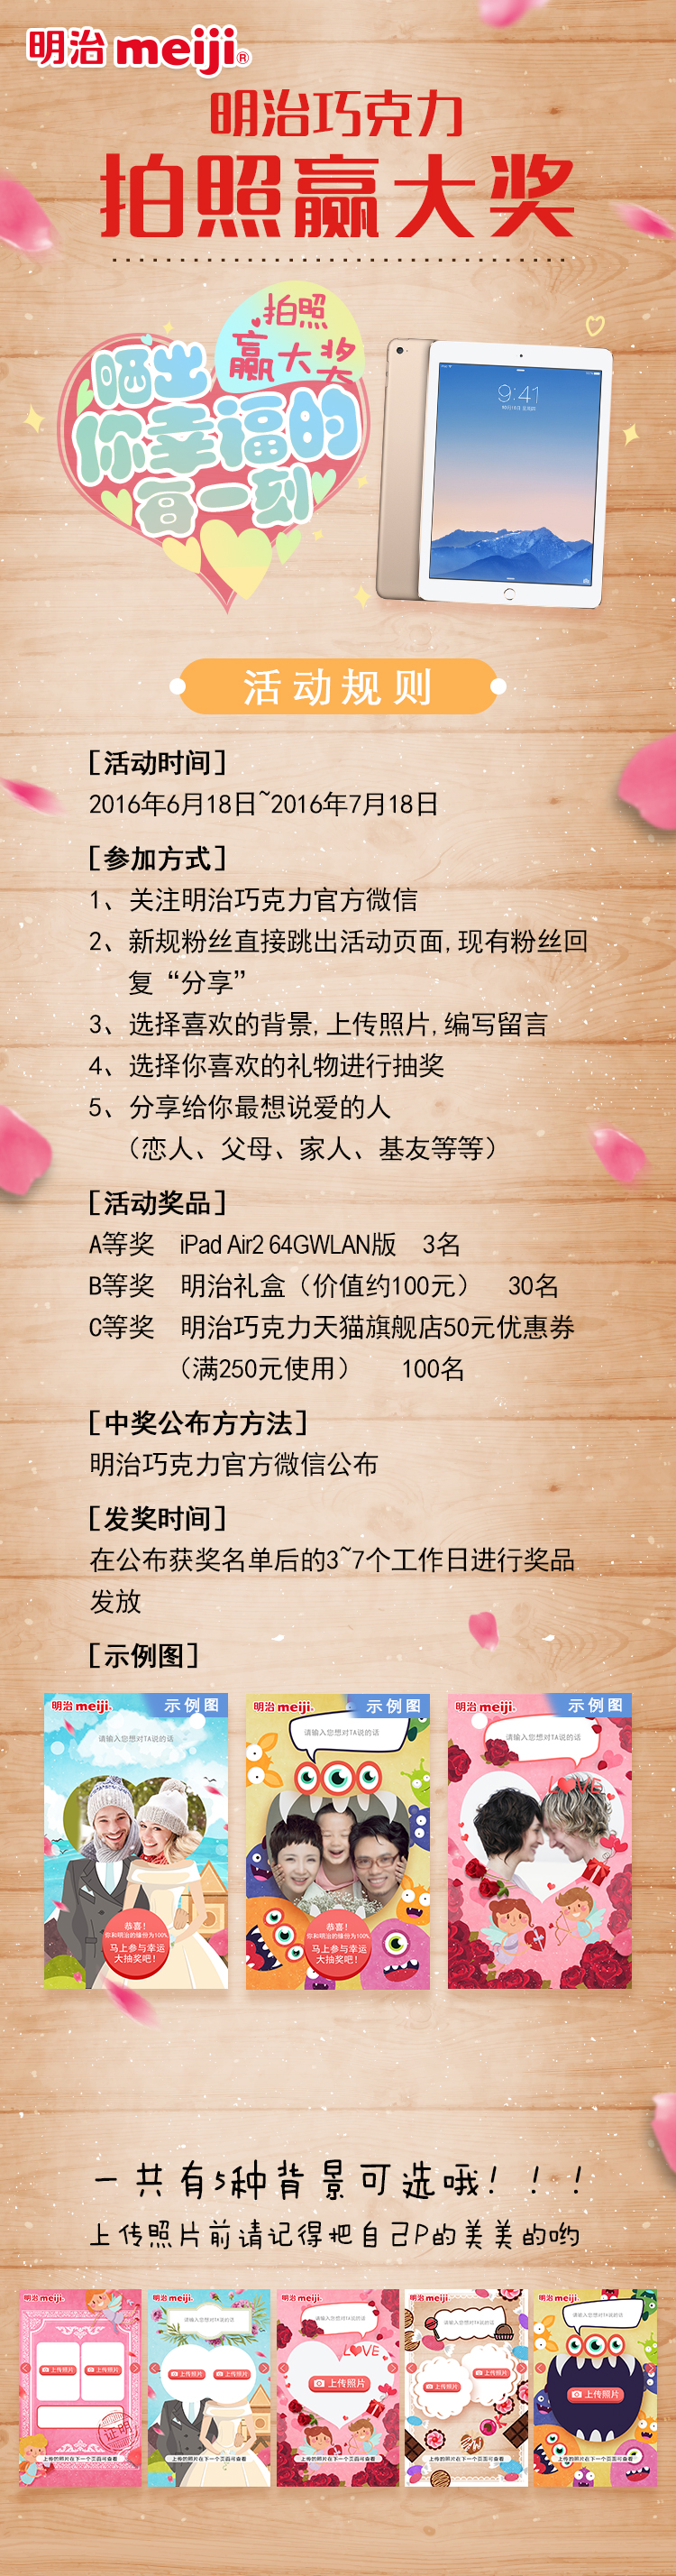 明治 meiji®
明治巧克力
拍照赢大奖
拍照
赢大奖
晒出
你幸福的
每一刻
9:41
活动规则
[活动时间]
2016年6月18日~2016年7月18日
[参加方式]
1、关注明治巧克力官方微信
2、新规粉丝直接跳出活动页面,现有粉丝回
复“分享”
3、选择喜欢的背景,上传照片,编写留言
4、选择你喜欢的礼物进行抽奖
5、分享给你最想说爱的人
（恋人、父母、家人、基友等等）
[活动奖品]
A等奖 iPad Air2 64GWLAN版 3名
B等奖 明治礼盒（价值约100元） 30名
C等奖 明治巧克力天猫旗舰店50元优惠券
（满250元使用） 100名
[中奖公布方方法]
明治巧克力官方微信公布
[发奖时间]
在公布获奖名单后的3~7个工作日进行奖品
发放
[示例图]
明治 meiji 示例图
请输入您想对TA说的话
恭喜!
你和明治的缘份为100%
马上参与幸运
大抽奖吧!
明治 meiji 示例图
请输入您想对TA说的话
恭喜!
你和明治的缘份为100%
马上参与幸运
大抽奖吧!
明治 meiji 示例图
请输入您想对TA说的话
LOVE
一共有5种背景可选哦!!!
上传照片前请记得把自己P的美美的哟
明治 meiji
上传照片 上传照片
证明
上传的照片在下一个页面可查看
明治 meiji
请输入您想对TA说的话
上传照片 上传照片
上传的照片在下一个页面可查看
明治 meiji
请输入您想对TA说的话
LOVE
上传照片
上传的照片在下一个页面可查看
明治 meiji
请输入您想对TA说的话
上传照片 上传照片
上传的照片在下一个页面可查看
明治 meiji
请输入您想对TA说的话
上传照片
上传的照片在下一个页面可查看